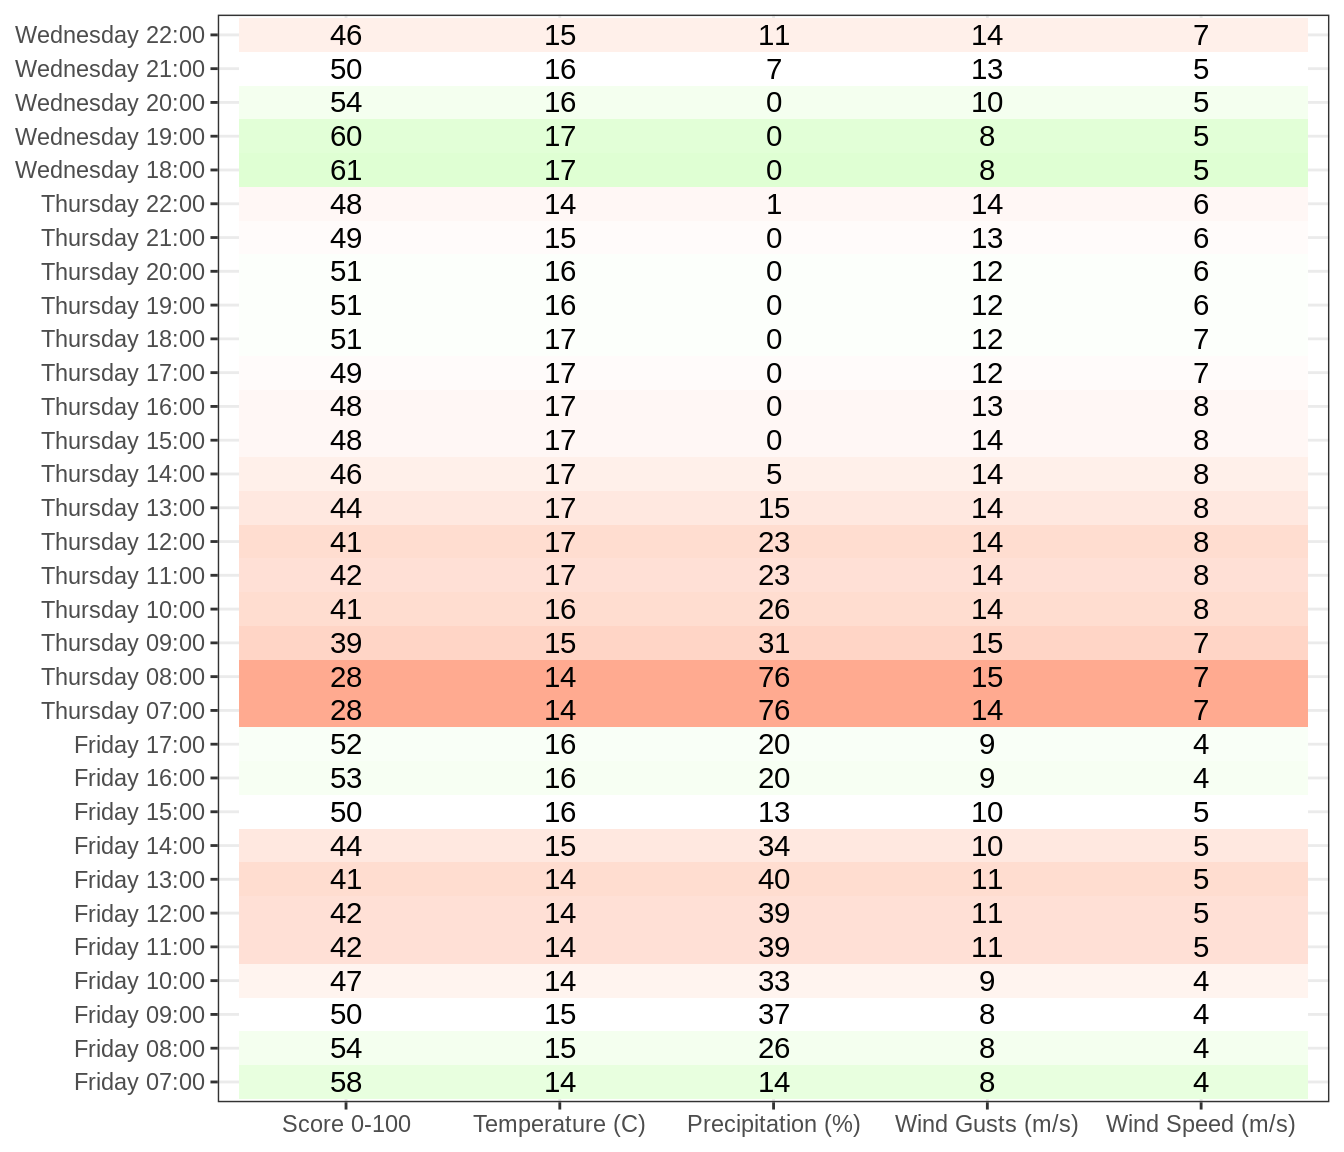 Wednesday 22:00 46 15 11 14 7
Wednesday 21:00 50 16 7 13 5
Wednesday 20:00 54 16 0 10 5
Wednesday 19:00 60 17 0 8 5
Wednesday 18:00 61 17 0 8 5
Thursday 22:00 48 14 1 14 6
Thursday 21:00 49 15 0 13 6
Thursday 20:00 51 16 0 12 6
Thursday 19:00 51 16 0 12 6
Thursday 18:00 51 17 0 12 7
Thursday 17:00 49 17 0 12 7
Thursday 16:00 48 17 0 13 8
Thursday 15:00 48 17 0 14 8
Thursday 14:00 46 17 5 14 8
Thursday 13:00 44 17 15 14 8
Thursday 12:00 41 17 23 14 8
Thursday 11:00 42 17 23 14 8
Thursday 10:00 41 16 26 14 8
Thursday 09:00 39 15 31 15 7
Thursday 08:00 28 14 76 15 7
Thursday 07:00 28 14 76 14 7
Friday 17:00 52 16 20 9 4
Friday 16:00 53 16 20 9 4
Friday 15:00 50 16 13 10 5
Friday 14:00 44 15 34 10 5
Friday 13:00 41 14 40 11 5
Friday 12:00 42 14 39 11 5
Friday 11:00 42 14 39 11 5
Friday 10:00 47 14 33 9 4
Friday 09:00 50 15 37 8 4
Friday 08:00 54 15 26 8 4
Friday 07:00 58 14 14 8 4
Score 0-100 Temperature (C) Precipitation (%) Wind Gusts (m/s) Wind Speed (m/s)